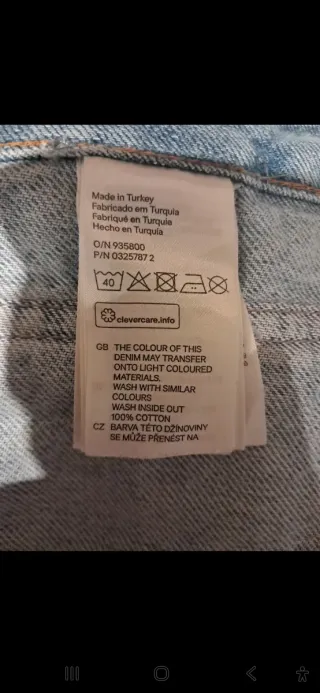 Made in Turkey
Fabricado em Turquia
Fabriqué en Turquie
Hecho en Turquía
O/N 935800
P/N 0325787 2
40
clevercare.info
GB THE COLOUR OF THIS
DENIM MAY TRANSFER
ONTO LIGHT COLOURED
MATERIALS.
WASH WITH SIMILAR
COLOURS
WASH INSIDE OUT
100% COTTON
CZ BARVA TÉTO DŽÍNOVINY
SE MŮŽE PŘENÉST NA